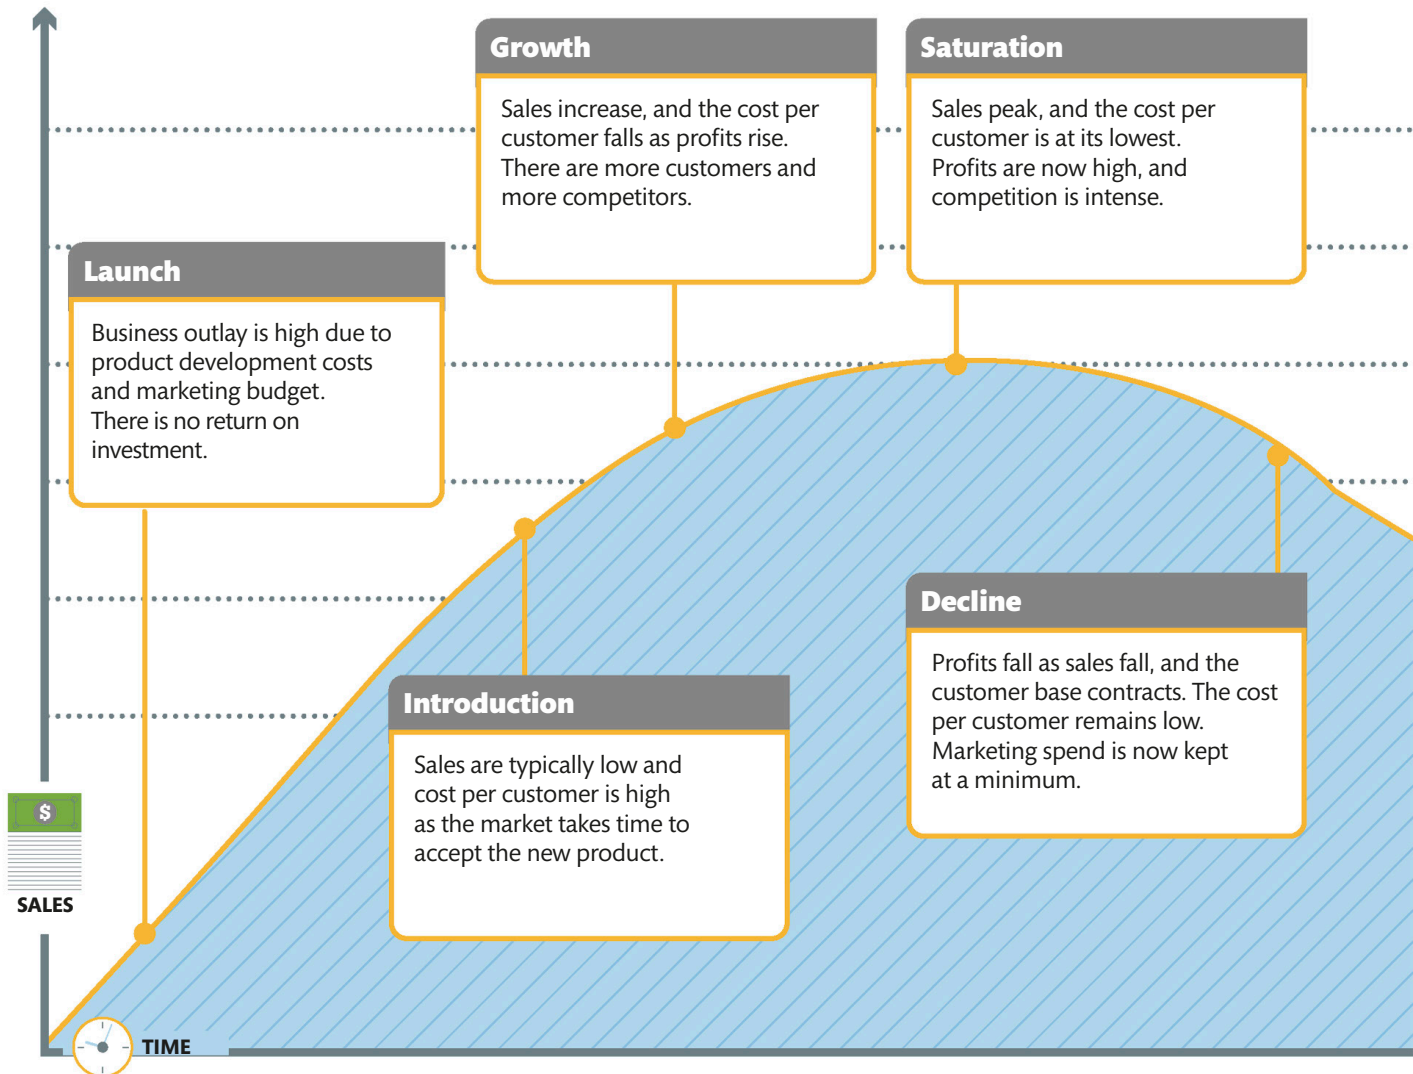 Growth
Sales increase, and the cost per
customer falls as profits rise.
There are more customers and
more competitors.
Saturation
Sales peak, and the cost per
customer is at its lowest.
Profits are now high, and
competition is intense.
Launch
Business outlay is high due to
product development costs
and marketing budget.
There is no return on
investment.
Decline
Profits fall as sales fall, and the
customer base contracts. The cost
per customer remains low.
Marketing spend is now kept
at a minimum.
Introduction
Sales are typically low and
cost per customer is high
as the market takes time to
accept the new product.
$
SALES
TIME